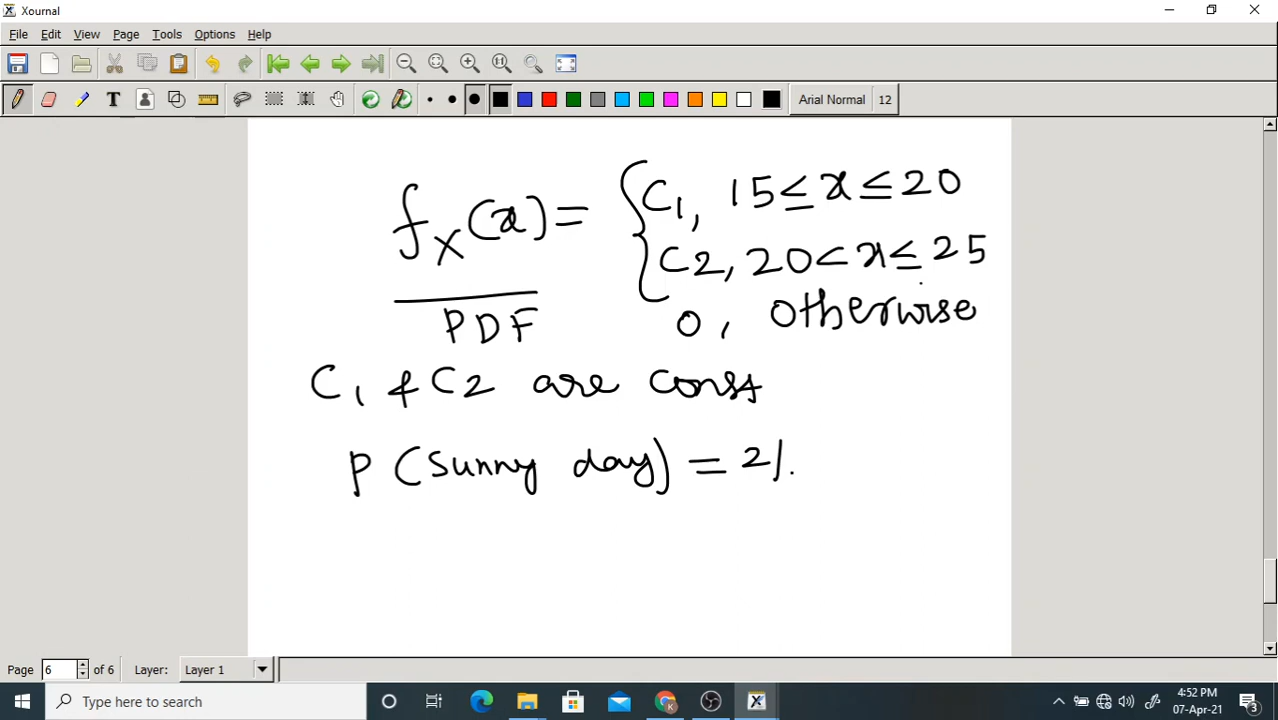 Xournal
File Edit View Page Tools Options Help
Arial Normal 12
f_X(x) = { C1, 15 ≤ x ≤ 20
C2, 20 < x ≤ 25
0, otherwise
PDF
C1 & C2 are const
P (sunny day) = 2/.
Page 6 of 6 Layer: Layer 1
Type here to search
4:52 PM
07-Apr-21
3